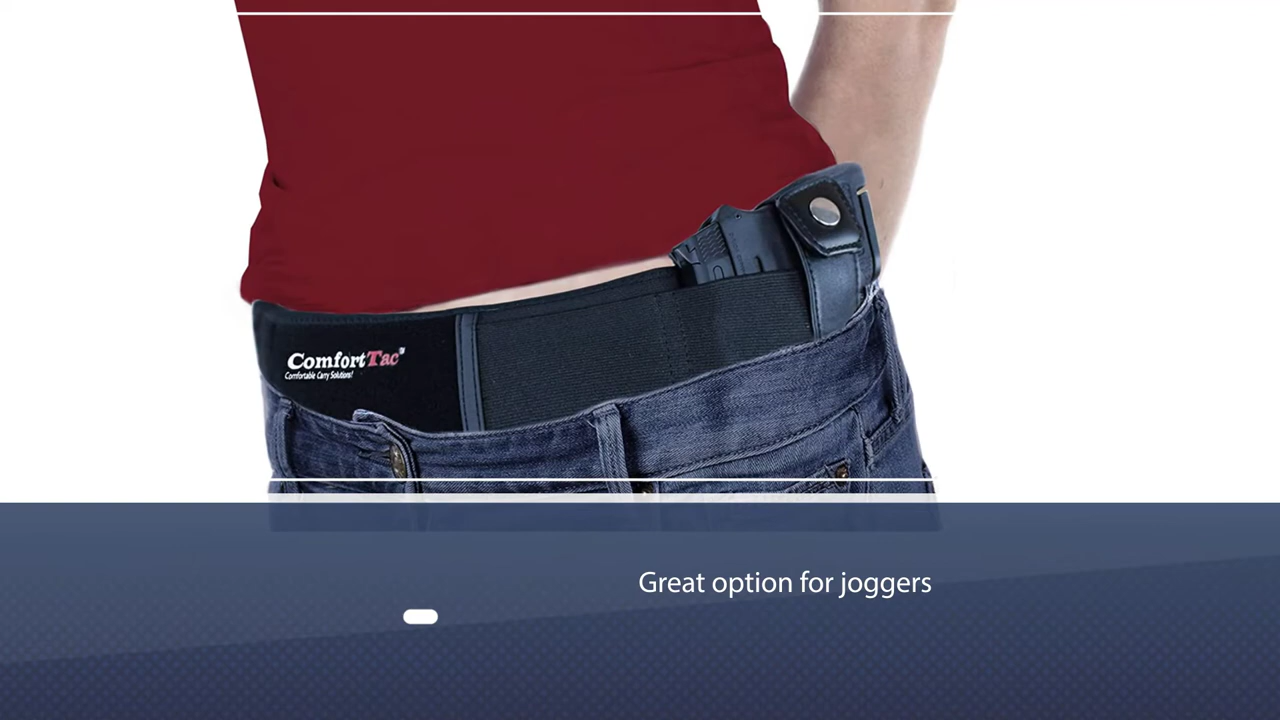 ComfortTac
Comfortable Carry Solutions!
Great option for joggers